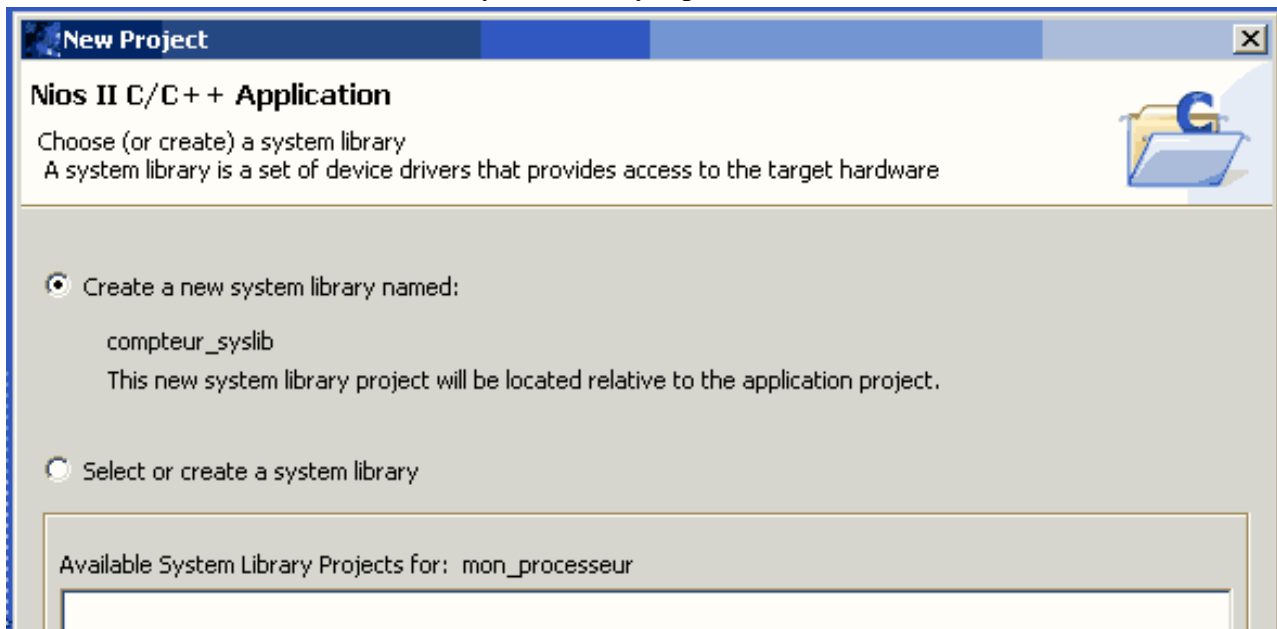 New Project
Nios II C/C++ Application
Choose (or create) a system library
A system library is a set of device drivers that provides access to the target hardware
Create a new system library named:
compteur_syslib
This new system library project will be located relative to the application project.
Select or create a system library
Available System Library Projects for: mon_processeur